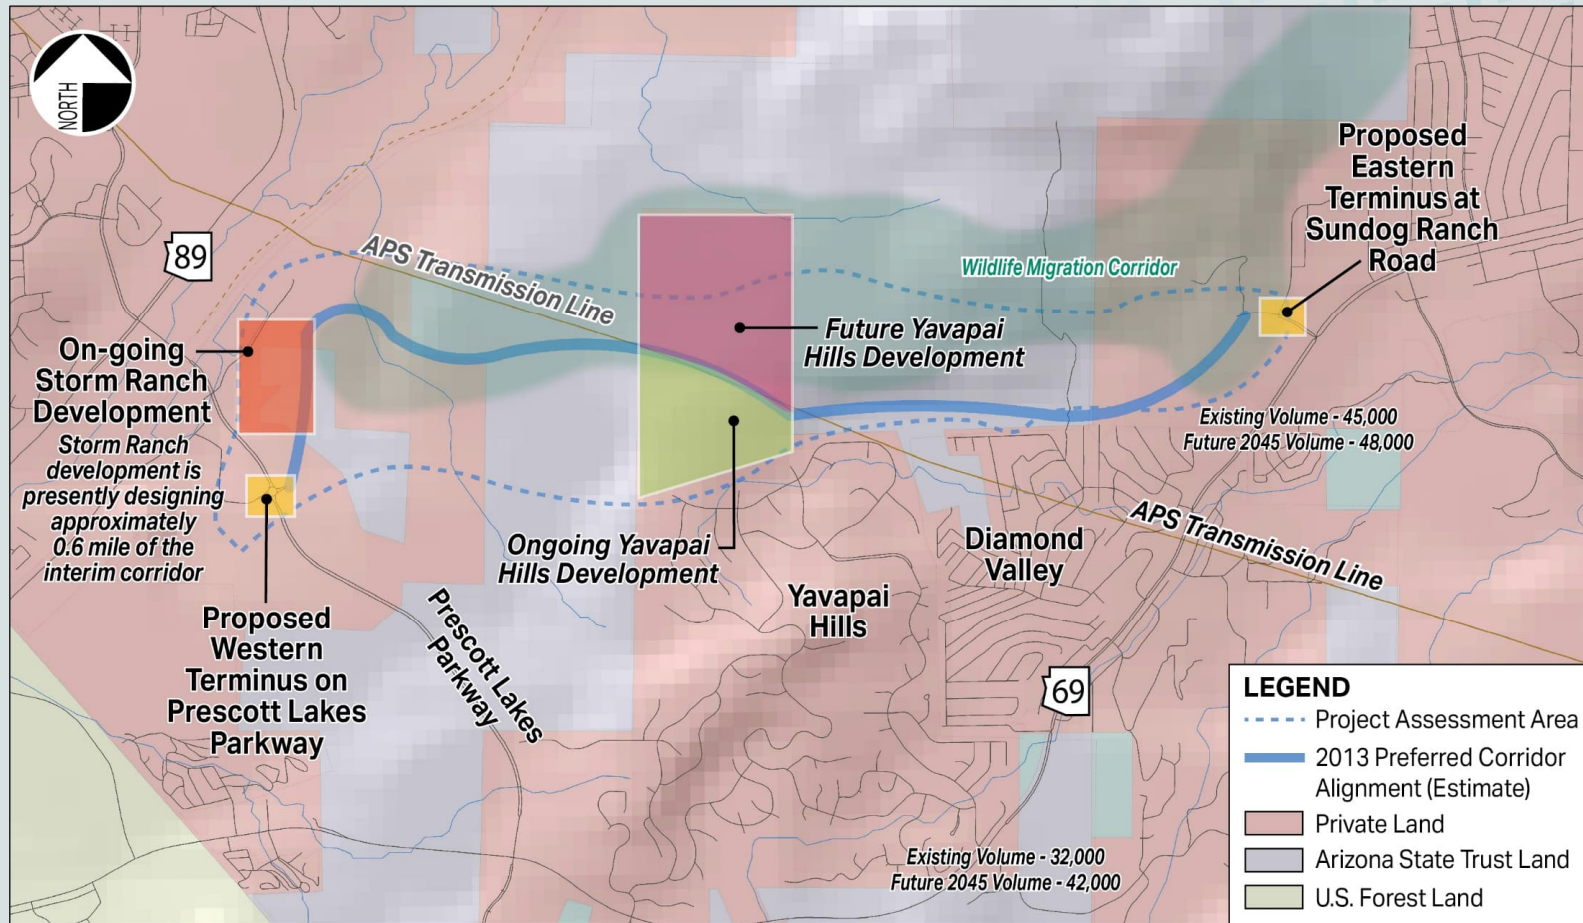 NORTH
89
APS Transmission Line
Wildlife Migration Corridor
Proposed
Eastern
Terminus at
Sundog Ranch
Road
On-going
Storm Ranch
Development
Storm Ranch
development is
presently designing
approximately
0.6 mile of the
interim corridor
Future Yavapai
Hills Development
Existing Volume - 45,000
Future 2045 Volume - 48,000
Ongoing Yavapai
Hills Development
Diamond
Valley
APS Transmission Line
Yavapai
Hills
Proposed
Western
Terminus on
Prescott Lakes
Parkway
Prescott Lakes
Parkway
69
Existing Volume - 32,000
Future 2045 Volume - 42,000
LEGEND
Project Assessment Area
2013 Preferred Corridor
Alignment (Estimate)
Private Land
Arizona State Trust Land
U.S. Forest Land